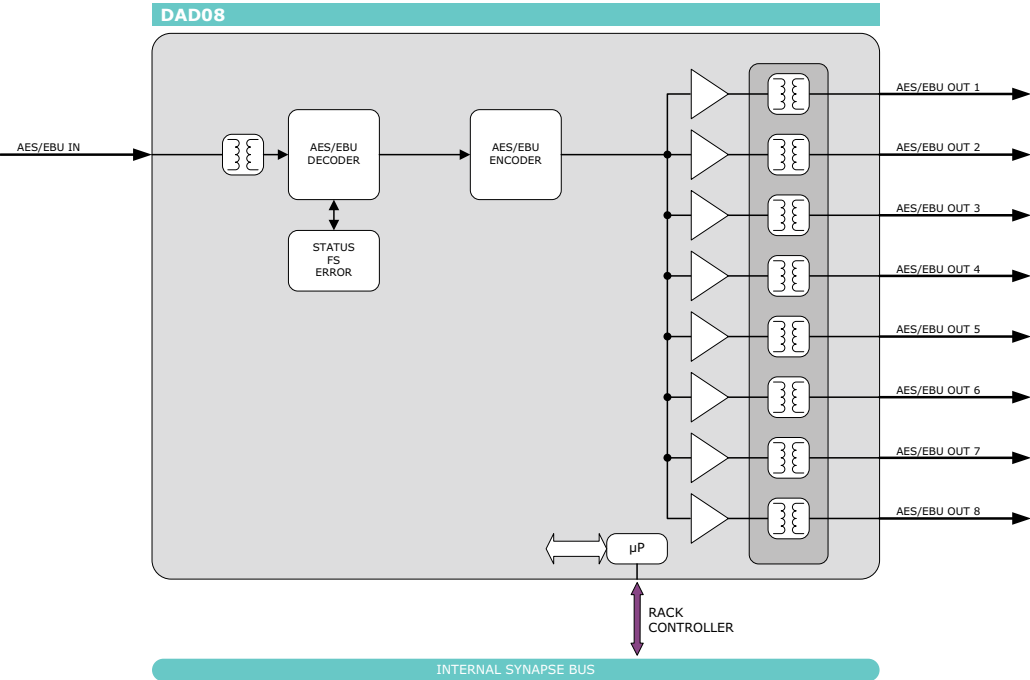 DAD08
AES/EBU IN
AES/EBU
DECODER
AES/EBU
ENCODER
STATUS
FS
ERROR
AES/EBU OUT 1
AES/EBU OUT 2
AES/EBU OUT 3
AES/EBU OUT 4
AES/EBU OUT 5
AES/EBU OUT 6
AES/EBU OUT 7
AES/EBU OUT 8
µP
RACK
CONTROLLER
INTERNAL SYNAPSE BUS